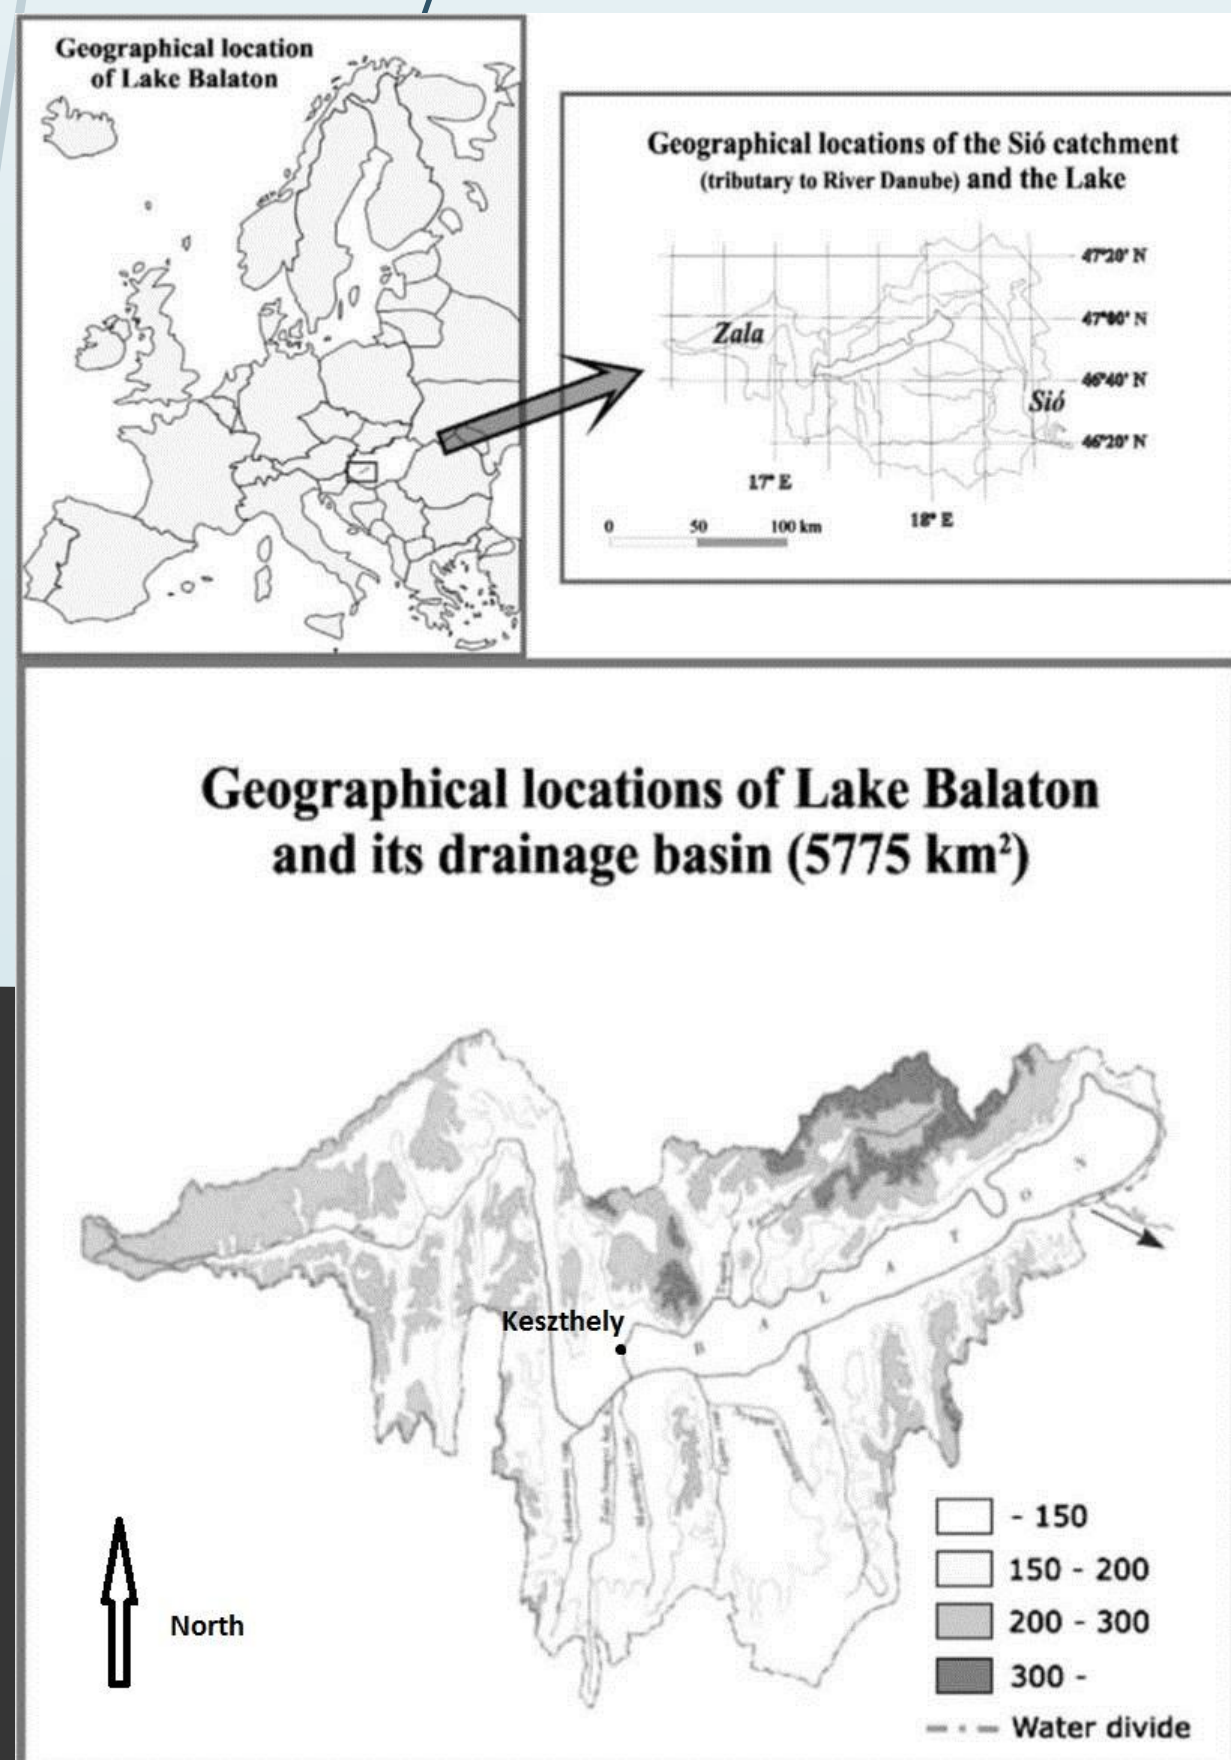 Geographical location
of Lake Balaton
Geographical locations of the Sió catchment
(tributary to River Danube) and the Lake
47°20' N
47°00' N
46°40' N
46°20' N
Zala
Sió
17° E
18° E
0 50 100 km
Geographical locations of Lake Balaton
and its drainage basin (5775 km²)
Keszthely
B A L A T O N
North
- 150
150 - 200
200 - 300
300 -
Water divide